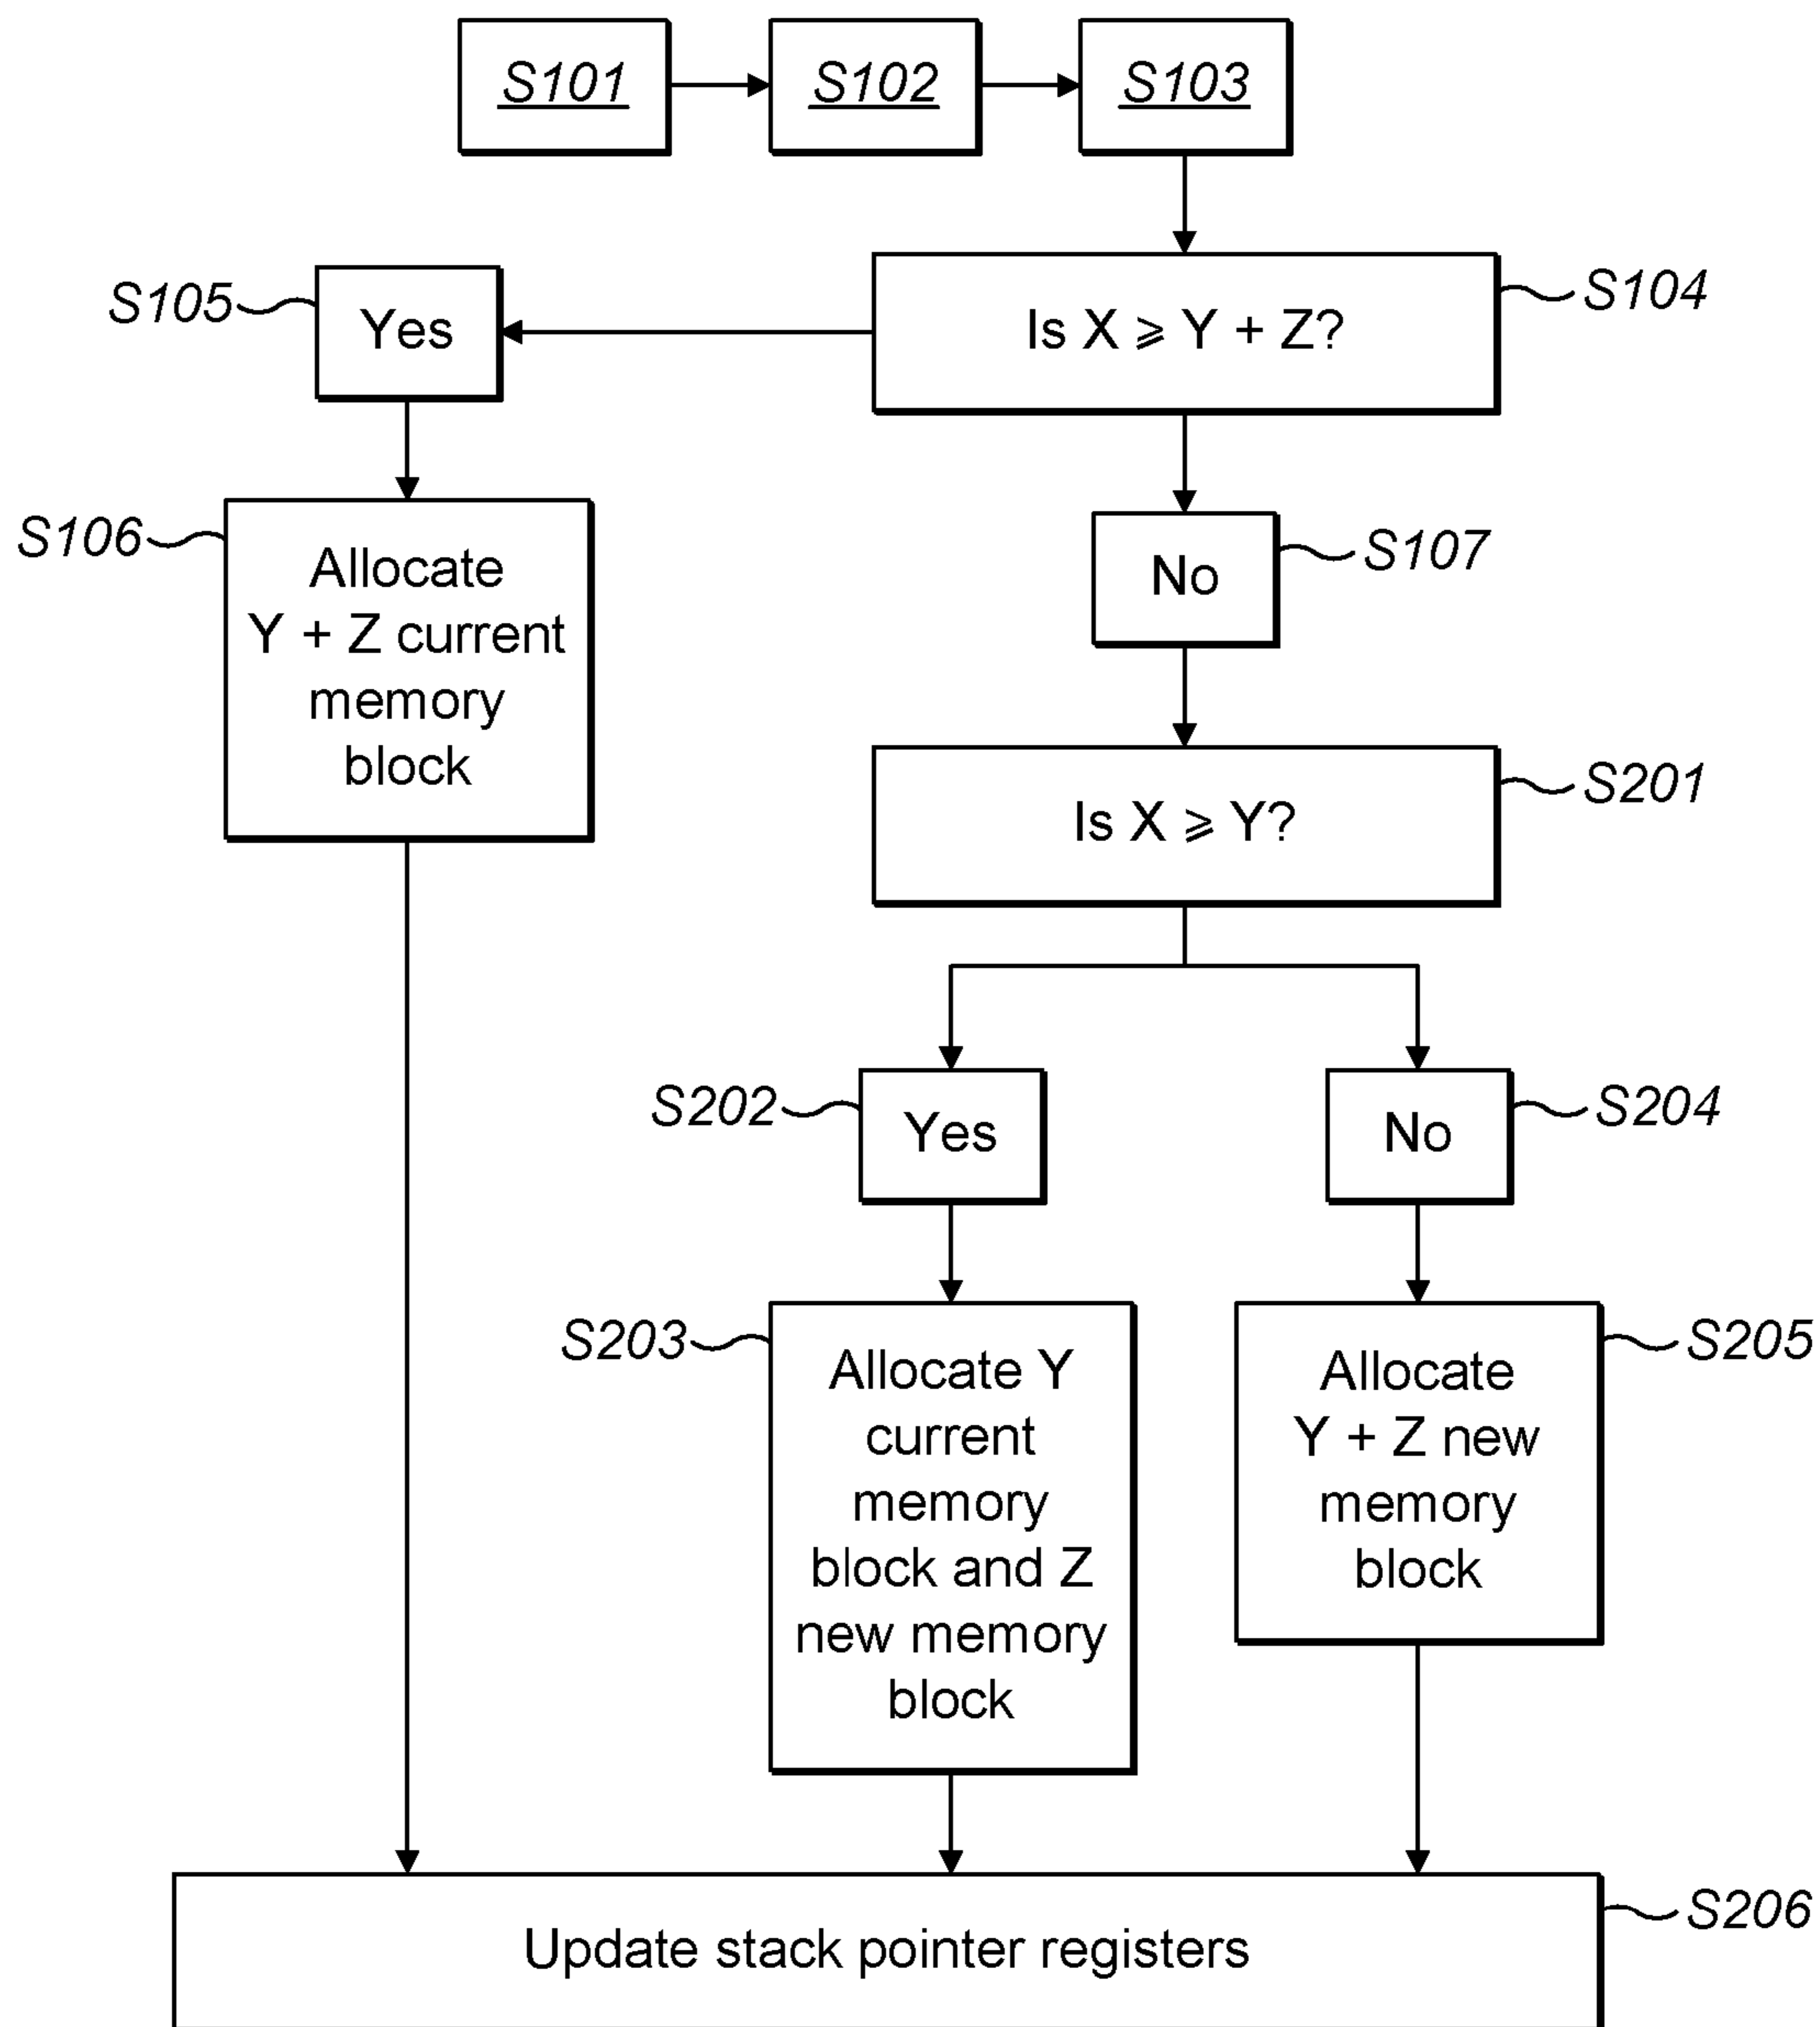 S101
S102
S103
S104
Is X ⩾ Y + Z?
S105
Yes
S106
Allocate
Y + Z current
memory
block
S107
No
S201
Is X ⩾ Y?
S202
Yes
S204
No
S203
Allocate Y
current
memory
block and Z
new memory
block
S205
Allocate
Y + Z new
memory
block
S206
Update stack pointer registers